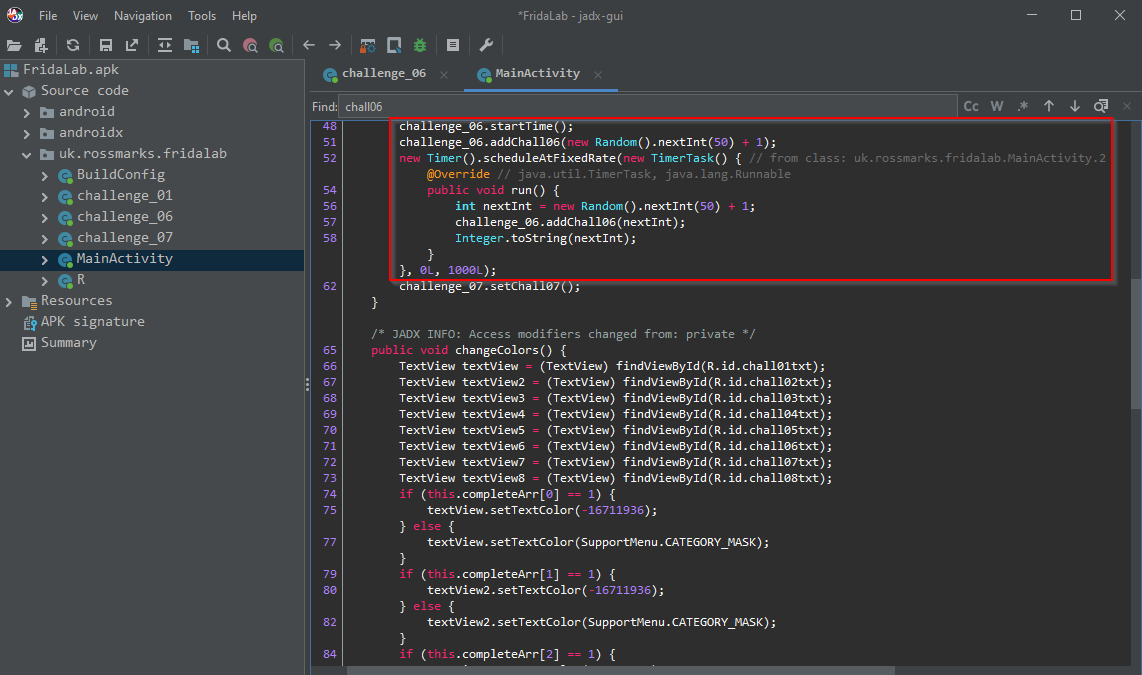 File View Navigation Tools Help *FridaLab - jadx-gui
FridaLab.apk
Source code
android
androidx
uk.rossmarks.fridalab
BuildConfig
challenge_01
challenge_06
challenge_07
MainActivity
R
Resources
APK signature
Summary
challenge_06 MainActivity
Find: chall06 Cc W .*
48 challenge_06.startTime();
51 challenge_06.addChall06(new Random().nextInt(50) + 1);
52 new Timer().scheduleAtFixedRate(new TimerTask() { // from class: uk.rossmarks.fridalab.MainActivity.2
@Override // java.util.TimerTask, java.lang.Runnable
54 public void run() {
56 int nextInt = new Random().nextInt(50) + 1;
57 challenge_06.addChall06(nextInt);
58 Integer.toString(nextInt);
}
}, 0L, 1000L);
62 challenge_07.setChall07();
}
/* JADX INFO: Access modifiers changed from: private */
65 public void changeColors() {
66 TextView textView = (TextView) findViewById(R.id.chall01txt);
67 TextView textView2 = (TextView) findViewById(R.id.chall02txt);
68 TextView textView3 = (TextView) findViewById(R.id.chall03txt);
69 TextView textView4 = (TextView) findViewById(R.id.chall04txt);
70 TextView textView5 = (TextView) findViewById(R.id.chall05txt);
71 TextView textView6 = (TextView) findViewById(R.id.chall06txt);
72 TextView textView7 = (TextView) findViewById(R.id.chall07txt);
73 TextView textView8 = (TextView) findViewById(R.id.chall08txt);
74 if (this.completeArr[0] == 1) {
75 textView.setTextColor(-16711936);
} else {
77 textView.setTextColor(SupportMenu.CATEGORY_MASK);
}
79 if (this.completeArr[1] == 1) {
80 textView2.setTextColor(-16711936);
} else {
82 textView2.setTextColor(SupportMenu.CATEGORY_MASK);
}
84 if (this.completeArr[2] == 1) {